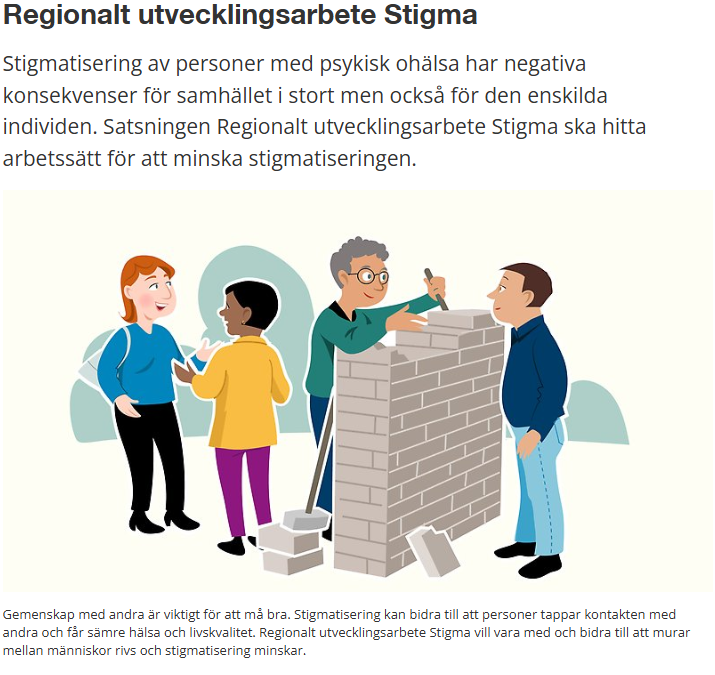 Regionalt utvecklingsarbete Stigma
Stigmatisering av personer med psykisk ohälsa har negativa
konsekvenser för samhället i stort men också för den enskilda
individen. Satsningen Regionalt utvecklingsarbete Stigma ska hitta
arbetssätt för att minska stigmatiseringen.
Gemenskap med andra är viktigt för att må bra. Stigmatisering kan bidra till att personer tappar kontakten med
andra och får sämre hälsa och livskvalitet. Regionalt utvecklingsarbete Stigma vill vara med och bidra till att murar
mellan människor rivs och stigmatisering minskar.